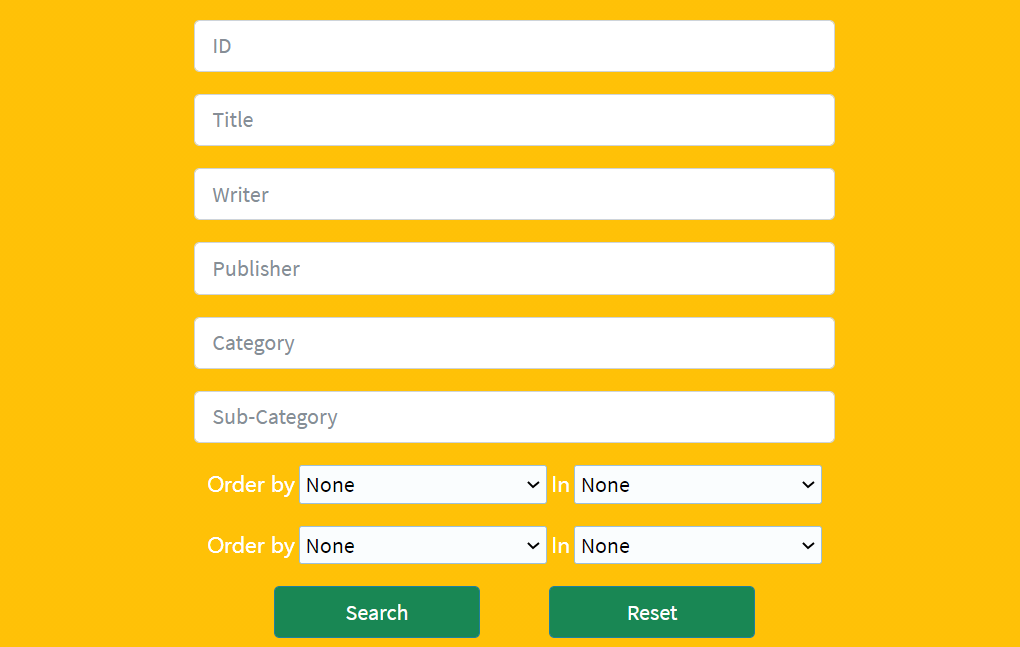 ID
Title
Writer
Publisher
Category
Sub-Category
Order by None In None
Order by None In None
Search Reset